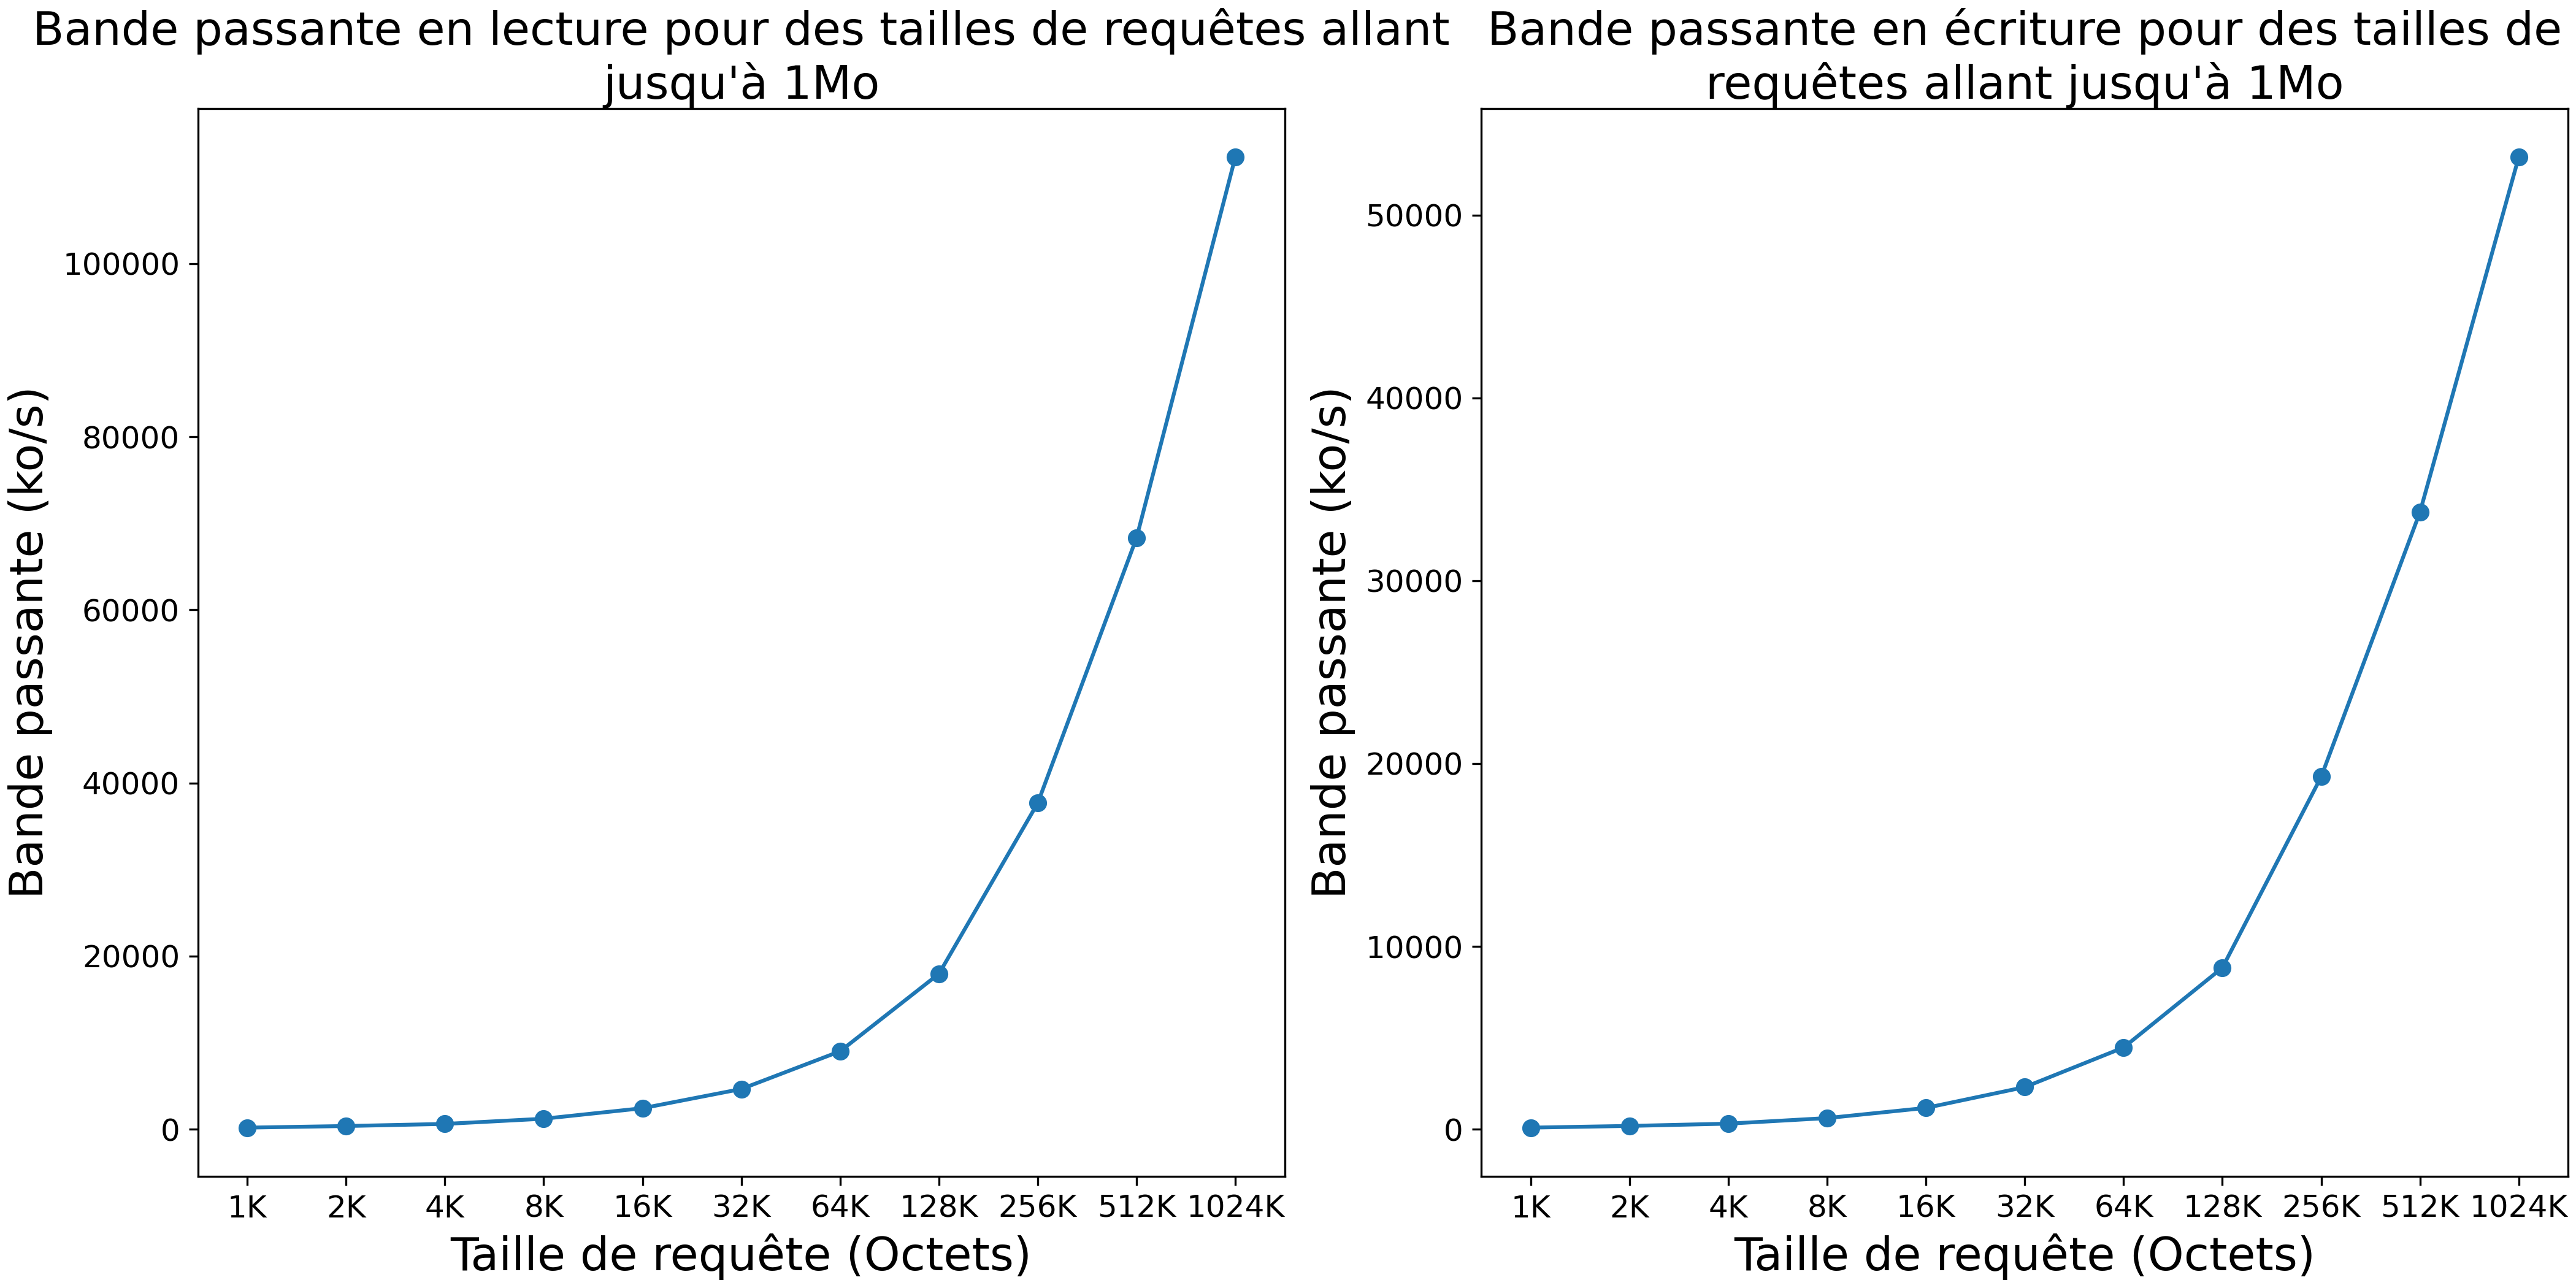 Bande passante en lecture pour des tailles de requêtes allant
jusqu'à 1Mo
Bande passante (ko/s)
100000
80000
60000
40000
20000
0
1K 2K 4K 8K 16K 32K 64K 128K 256K 512K 1024K
Taille de requête (Octets)
Bande passante en écriture pour des tailles de
requêtes allant jusqu'à 1Mo
Bande passante (ko/s)
50000
40000
30000
20000
10000
0
1K 2K 4K 8K 16K 32K 64K 128K 256K 512K 1024K
Taille de requête (Octets)